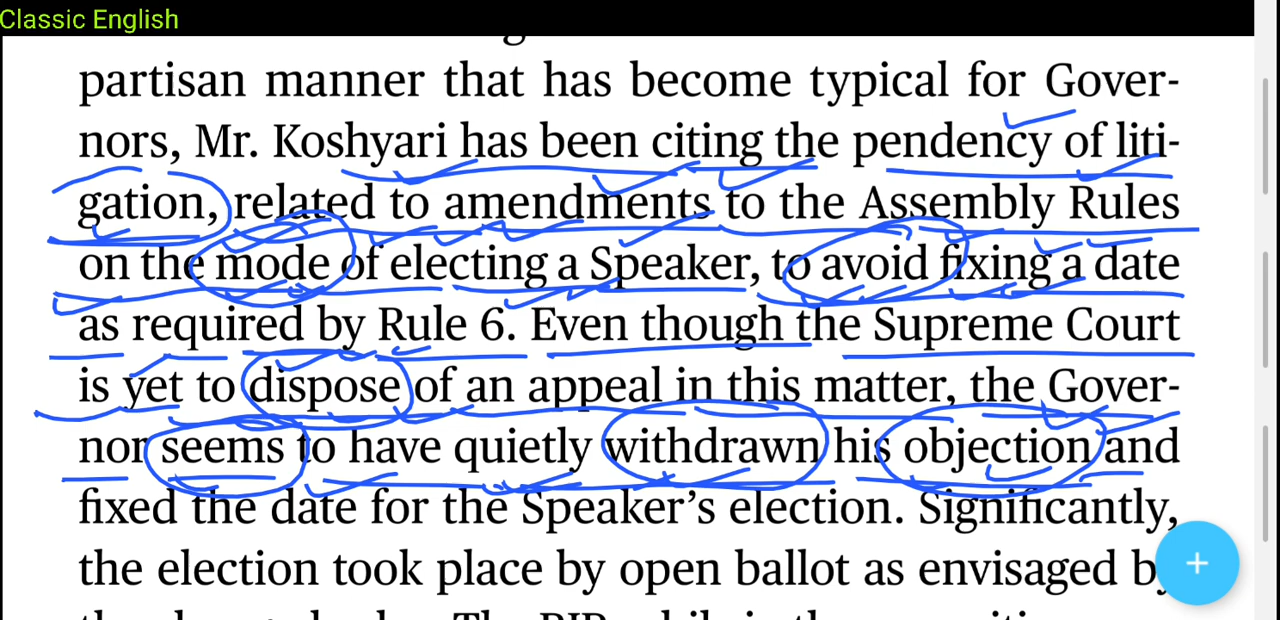 Classic English
partisan manner that has become typical for Gover-
nors, Mr. Koshyari has been citing the pendency of liti-
gation, related to amendments to the Assembly Rules
on the mode of electing a Speaker, to avoid fixing a date
as required by Rule 6. Even though the Supreme Court
is yet to dispose of an appeal in this matter, the Gover-
nor seems to have quietly withdrawn his objection and
fixed the date for the Speaker's election. Significantly,
the election took place by open ballot as envisaged by
+